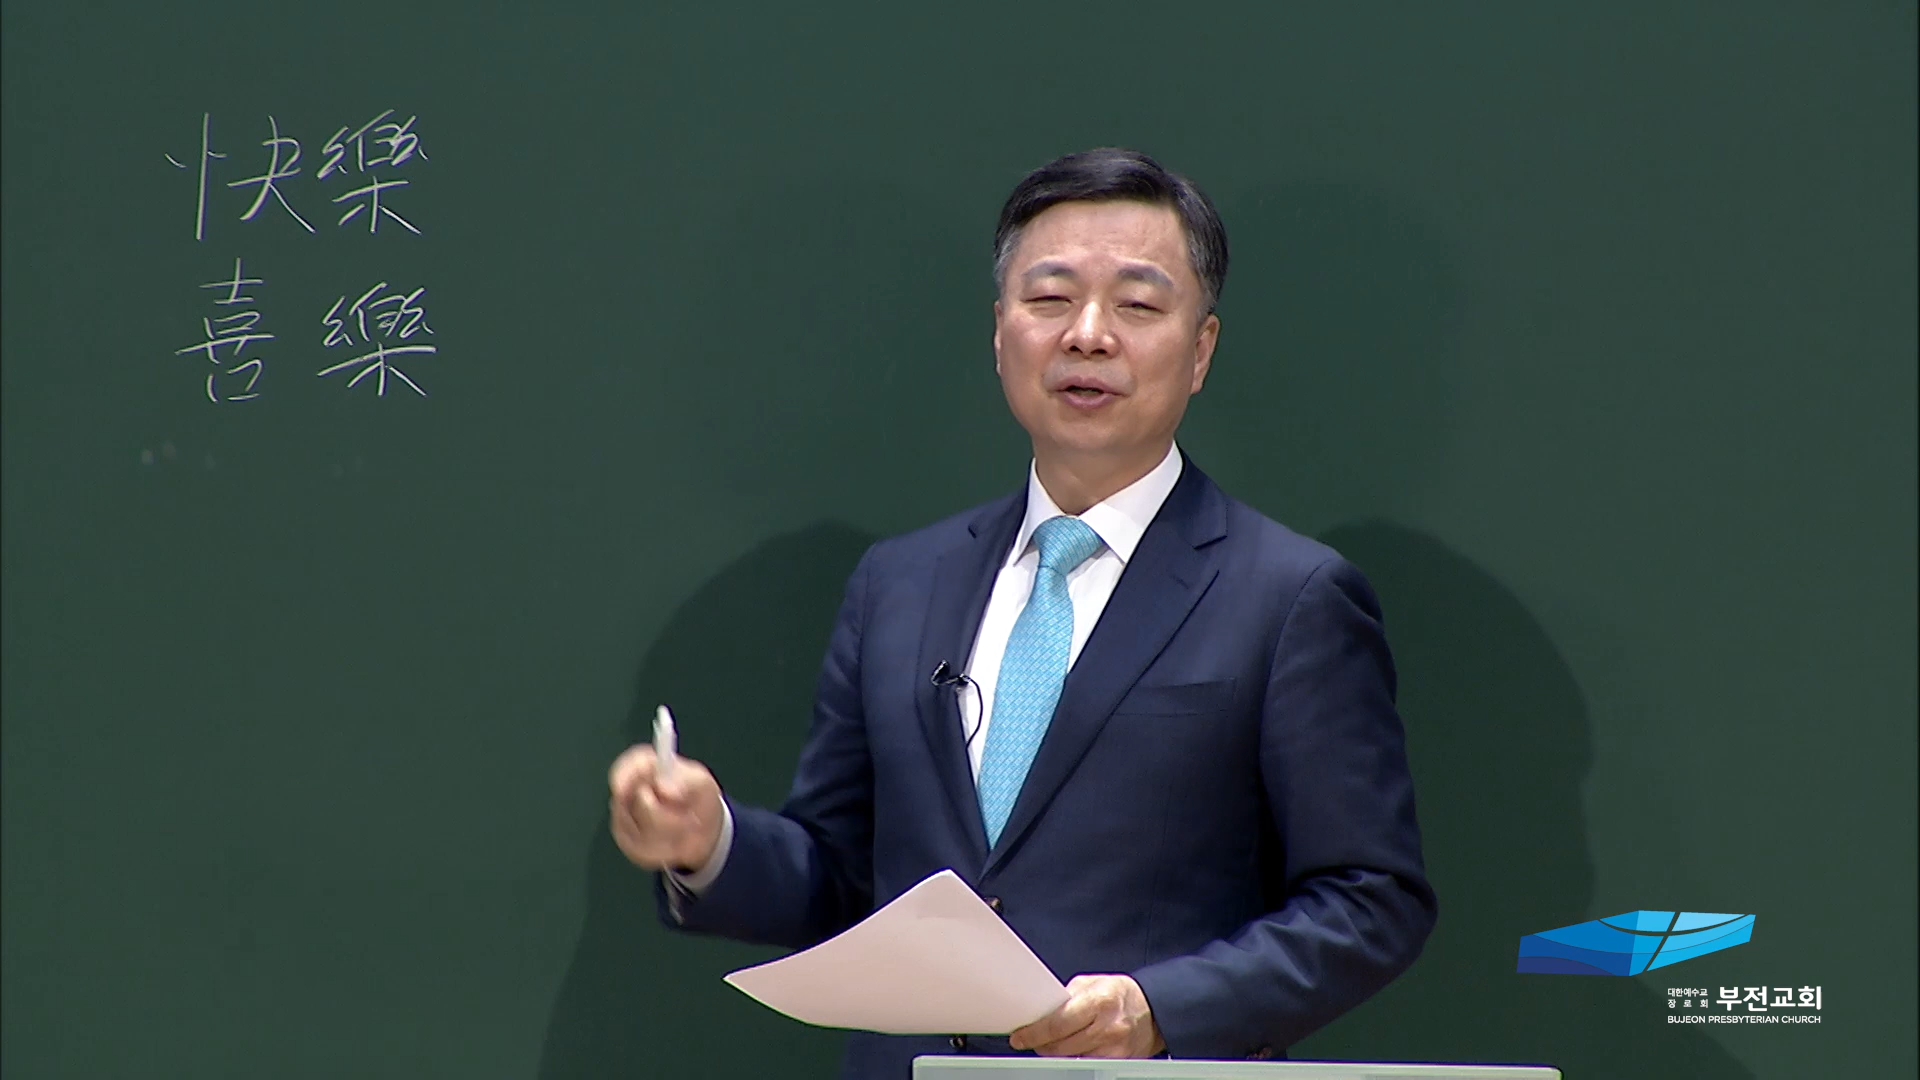 快樂
喜樂
대한예수교
장로회
부전교회
BUJEON PRESBYTERIAN CHURCH